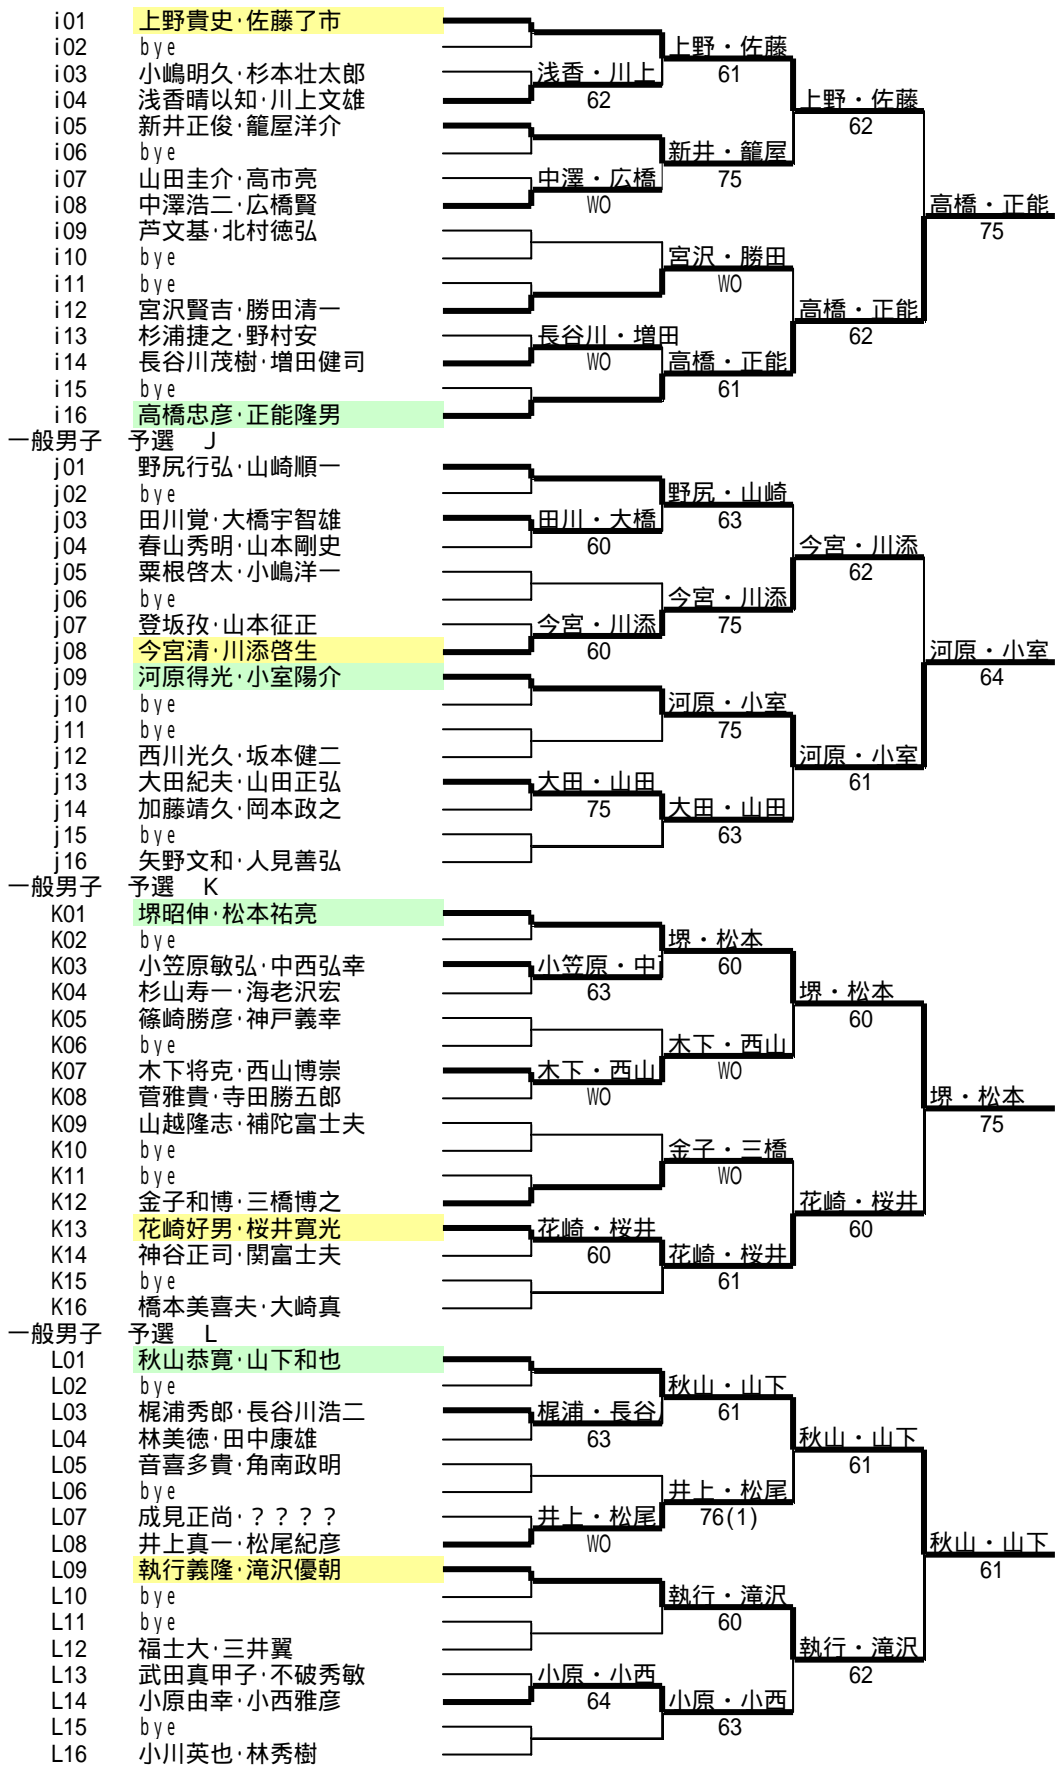 i01 上野貴史·佐藤了市
i02 bye 上野・佐藤
i03 小嶋明久·杉本壮太郎 浅香・川上 61
i04 浅香晴以知·川上文雄 62 上野・佐藤
i05 新井正俊·籠屋洋介 62
i06 bye 新井・籠屋
i07 山田圭介·高市亮 中澤・広橋 75
i08 中澤浩二·広橋賢 WO 高橋・正能
i09 芦文基·北村徳弘 75
i10 bye 宮沢・勝田
i11 bye WO
i12 宮沢賢吉·勝田清一 高橋・正能
i13 杉浦捷之·野村安 長谷川・増田 62
i14 長谷川茂樹·増田健司 WO 高橋・正能
i15 bye 61
i16 高橋忠彦·正能隆男
一般男子 予選 J
j01 野尻行弘·山崎順一
j02 bye 野尻・山崎
j03 田川覚·大橋宇智雄 田川・大橋 63
j04 春山秀明·山本剛史 60 今宮・川添
j05 粟根啓太·小嶋洋一 62
j06 bye 今宮・川添
j07 登坂孜·山本征正 今宮・川添 75
j08 今宮清·川添啓生 60 河原・小室
j09 河原得光·小室陽介 64
j10 bye 河原・小室
j11 bye 75
j12 西川光久·坂本健二 河原・小室
j13 大田紀夫·山田正弘 大田・山田 61
j14 加藤靖久·岡本政之 75 大田・山田
j15 bye 63
j16 矢野文和·人見善弘
一般男子 予選 K
K01 堺昭伸·松本祐亮
K02 bye 堺・松本
K03 小笠原敏弘·中西弘幸 小笠原・中 60
K04 杉山寿一·海老沢宏 63 堺・松本
K05 篠崎勝彦·神戸義幸 60
K06 bye 木下・西山
K07 木下将克·西山博崇 木下・西山 WO
K08 菅雅貴·寺田勝五郎 WO 堺・松本
K09 山越隆志·補陀富士夫 75
K10 bye 金子・三橋
K11 bye WO
K12 金子和博·三橋博之 花崎・桜井
K13 花崎好男·桜井寛光 花崎・桜井 60
K14 神谷正司·関富士夫 60 花崎・桜井
K15 bye 61
K16 橋本美喜夫·大崎真
一般男子 予選 L
L01 秋山恭寛·山下和也
L02 bye 秋山・山下
L03 梶浦秀郎·長谷川浩二 梶浦・長谷 61
L04 林美徳·田中康雄 63 秋山・山下
L05 音喜多貴·角南政明 61
L06 bye 井上・松尾
L07 成見正尚·？？？？ 井上・松尾 76(1)
L08 井上真一·松尾紀彦 WO 秋山・山下
L09 執行義隆·滝沢優朝 61
L10 bye 執行・滝沢
L11 bye 60
L12 福士大·三井翼 執行・滝沢
L13 武田真甲子·不破秀敏 小原・小西 62
L14 小原由幸·小西雅彦 64 小原・小西
L15 bye 63
L16 小川英也·林秀樹